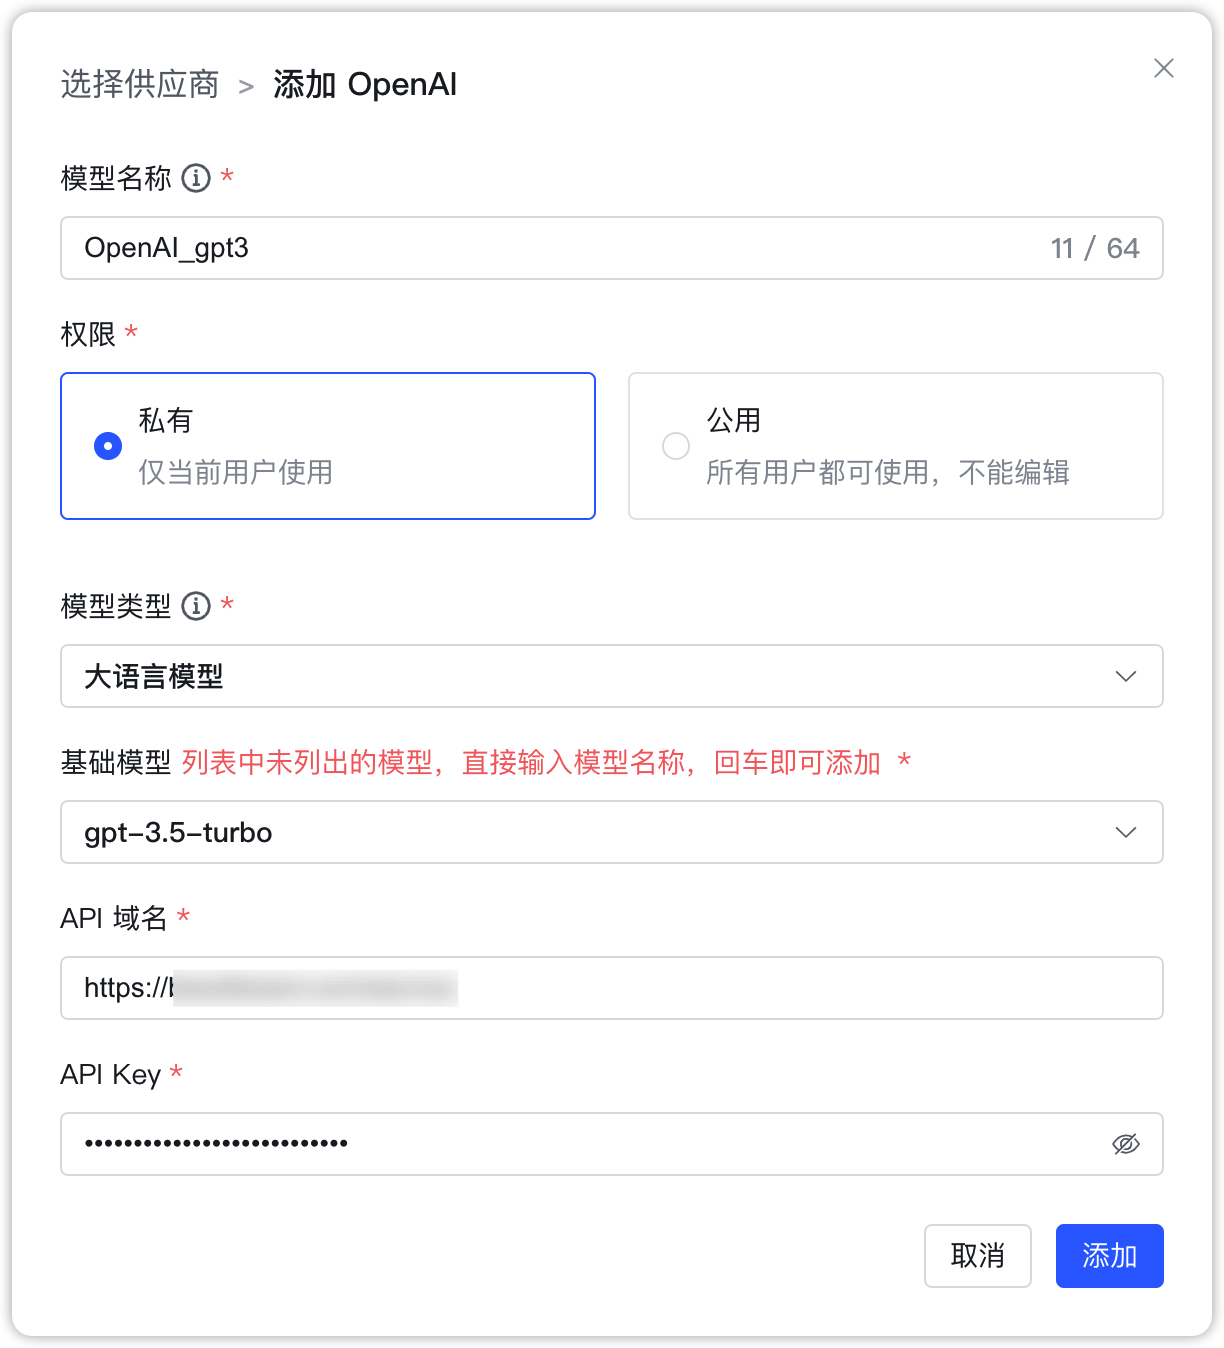 选择供应商 > 添加 OpenAI
模型名称 *
OpenAI_gpt3 11 / 64
权限 *
私有
仅当前用户使用
公用
所有用户都可使用，不能编辑
模型类型 *
大语言模型
基础模型 列表中未列出的模型，直接输入模型名称，回车即可添加 *
gpt-3.5-turbo
API 域名 *
https://
API Key *
•••••••••••••••••••••••••••
取消 添加